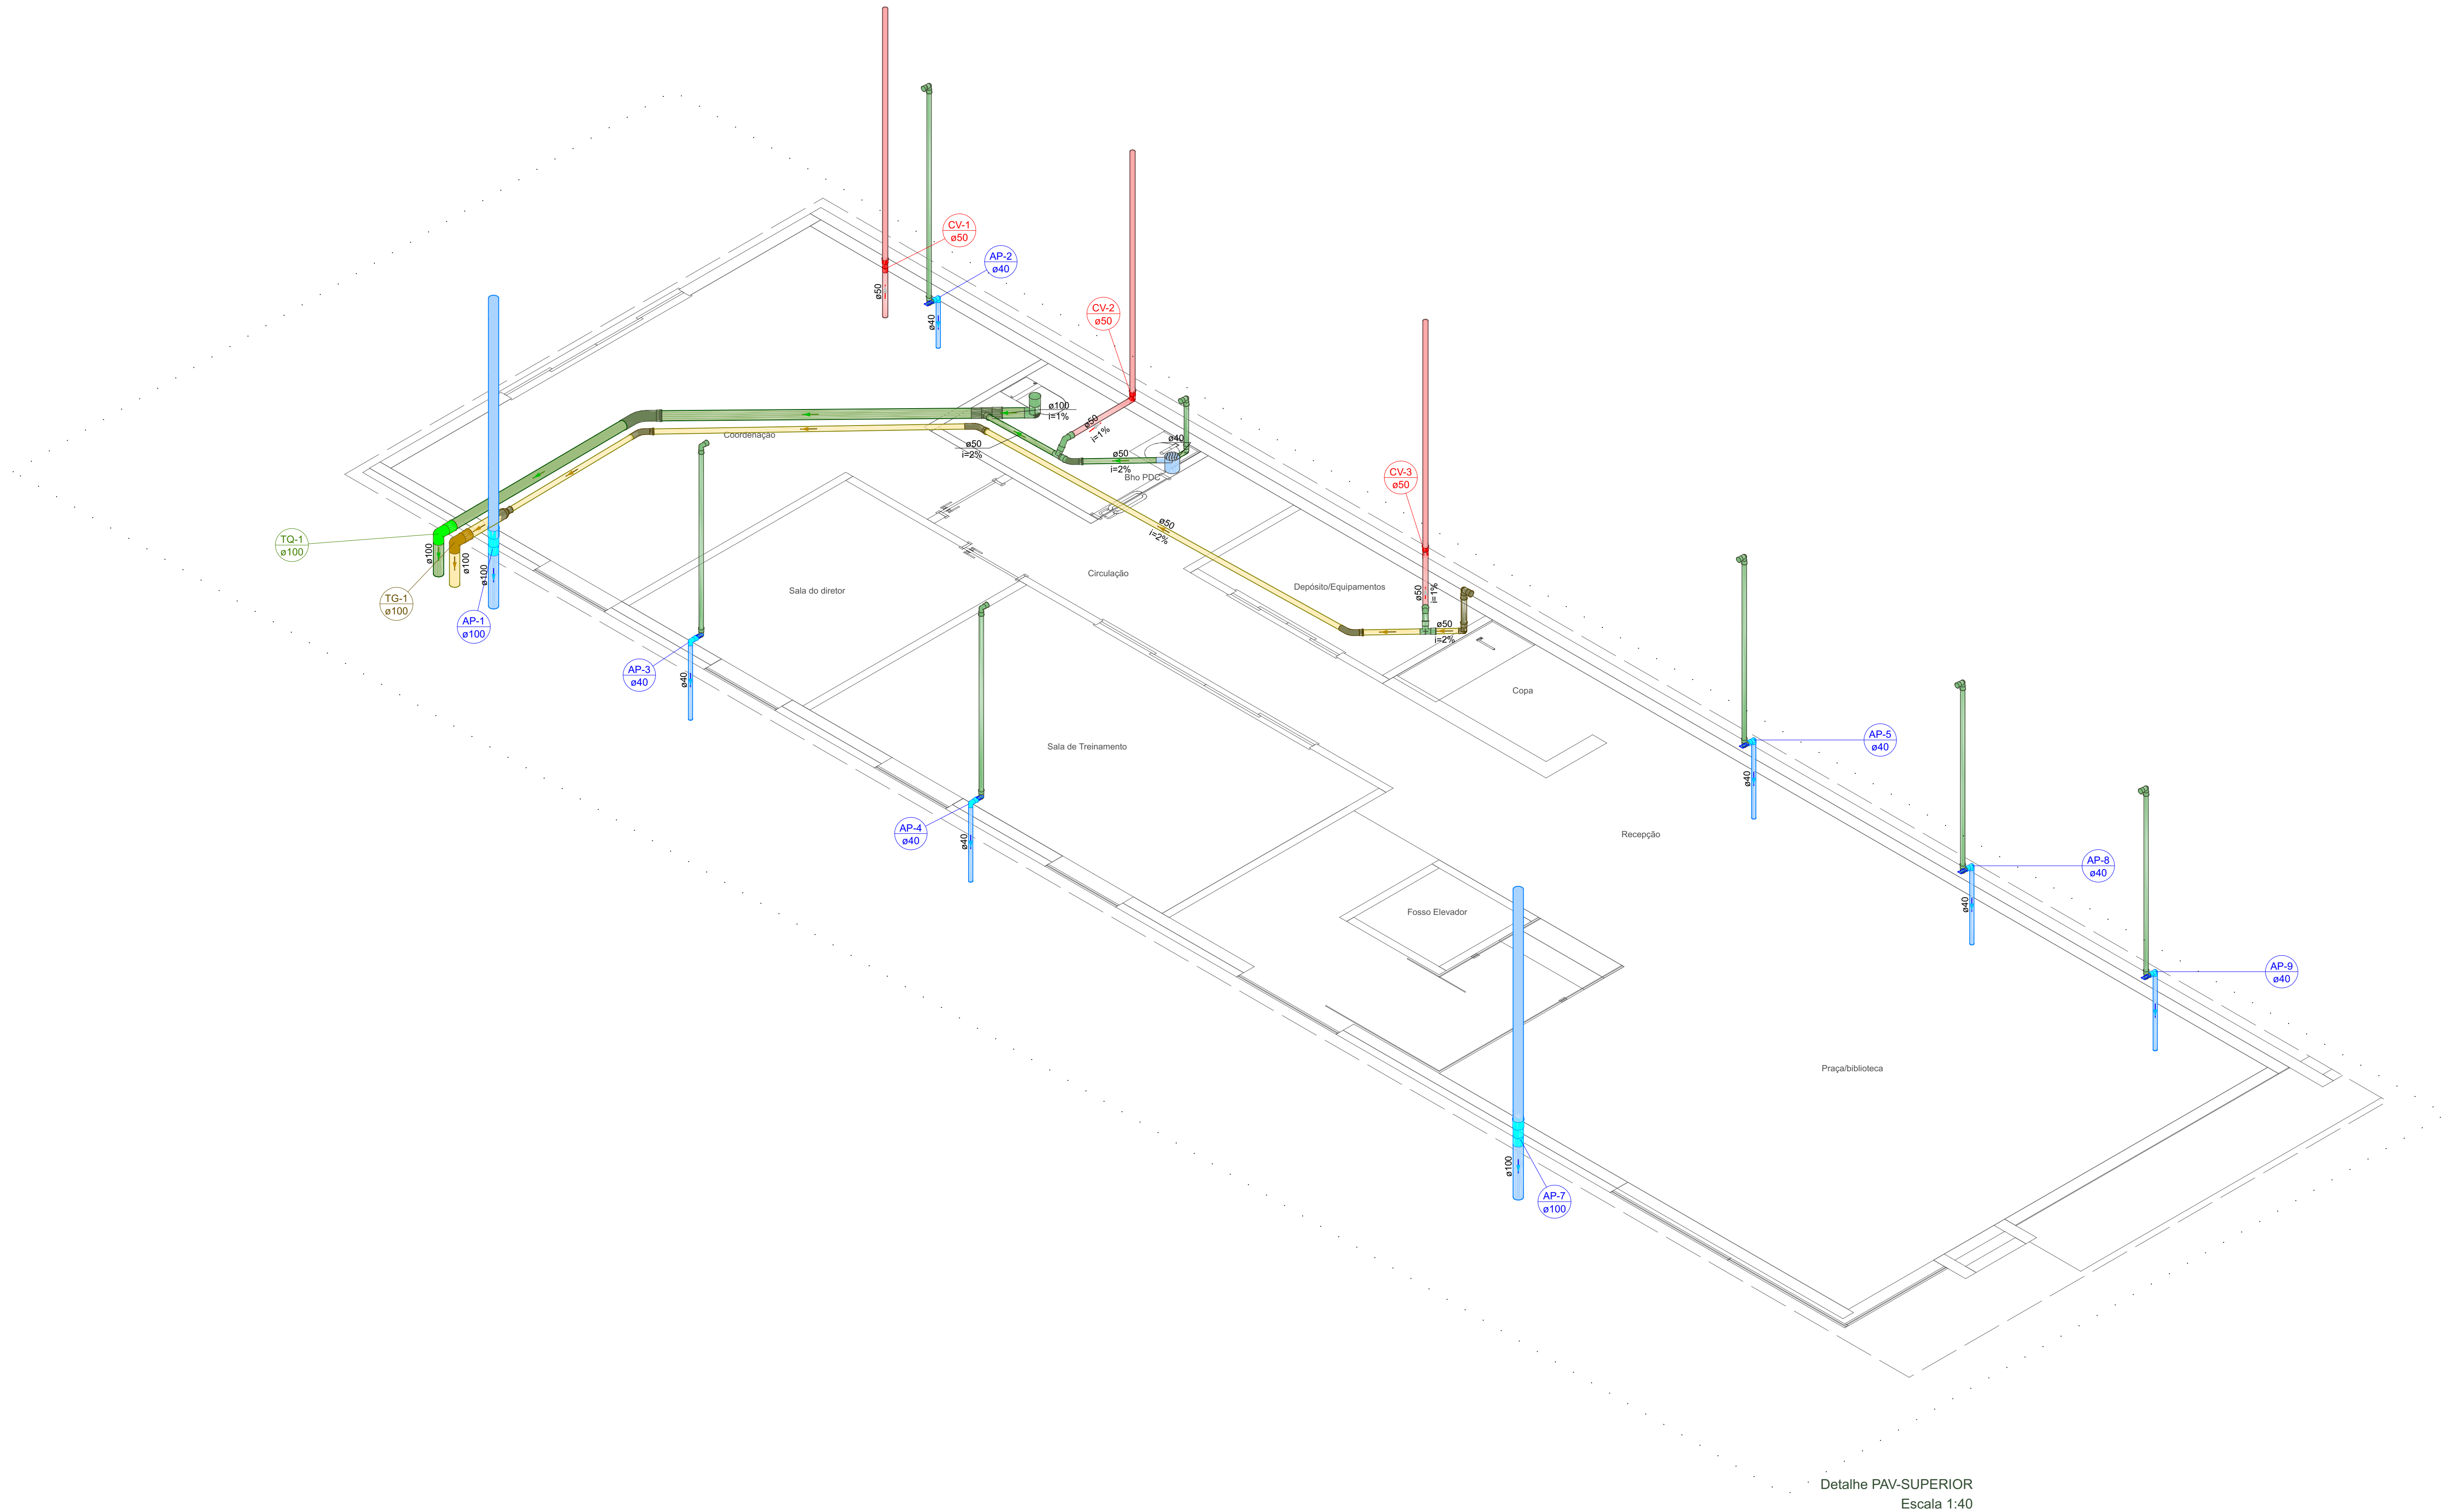 CV-1
ø50
AP-2
ø40
ø50
ø40
CV-2
ø50
ø100
i=1%
ø50
i=1%
Coordenação
ø50
i=2%
ø40
ø50
i=2%
Bho PDC
CV-3
ø50
ø50
i=2%
TQ-1
ø100
ø100
ø100
ø100
TG-1
ø100
AP-1
ø100
Sala do diretor
Circulação
Depósito/Equipamentos
ø50
i=1%
ø50
i=2%
AP-3
ø40
ø40
Copa
Sala de Treinamento
AP-5
ø40
ø40
AP-4
ø40
ø40
Recepção
AP-8
ø40
ø40
Fosso Elevador
AP-9
ø40
Praça/biblioteca
ø100
AP-7
ø100
Detalhe PAV-SUPERIOR
Escala 1:40